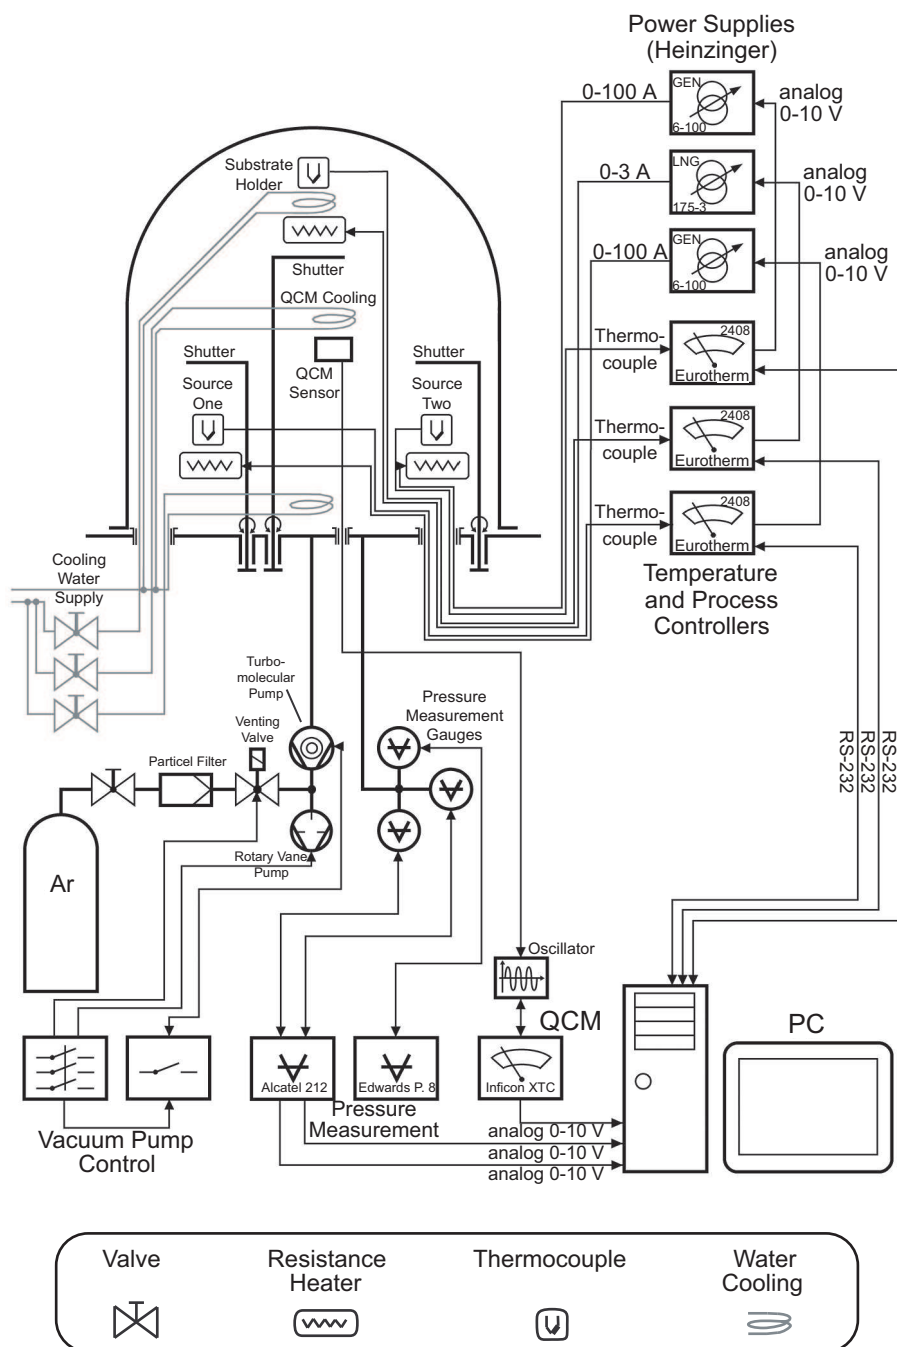 Power Supplies
(Heinzinger)
0-100 A
GEN
6-100
analog
0-10 V
0-3 A
LNG
175-3
analog
0-10 V
0-100 A
GEN
6-100
analog
0-10 V
Substrate
Holder
Shutter
QCM Cooling
Shutter
QCM
Sensor
Shutter
Source
One
Source
Two
Thermo-
couple
2408
Eurotherm
Thermo-
couple
2408
Eurotherm
Thermo-
couple
2408
Eurotherm
Temperature
and Process
Controllers
Cooling
Water
Supply
Turbo-
molecular
Pump
Venting
Valve
Particel Filter
Pressure
Measurement
Gauges
RS-232
RS-232
RS-232
Ar
Rotary Vane
Pump
Oscillator
QCM
PC
Alcatel 212
Edwards P. 8
Inficon XTC
Pressure
Measurement
Vacuum Pump
Control
analog 0-10 V
analog 0-10 V
analog 0-10 V
Valve
Resistance
Heater
Thermocouple
Water
Cooling